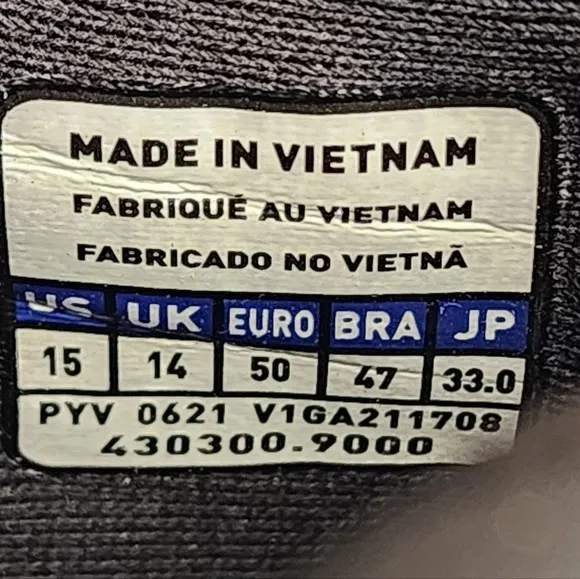 MADE IN VIETNAM
FABRIQUÉ AU VIETNAM
FABRICADO NO VIETNÃ
US UK EURO BRA JP
15 14 50 47 33.0
PYV 0621 V1GA211708
430300.9000